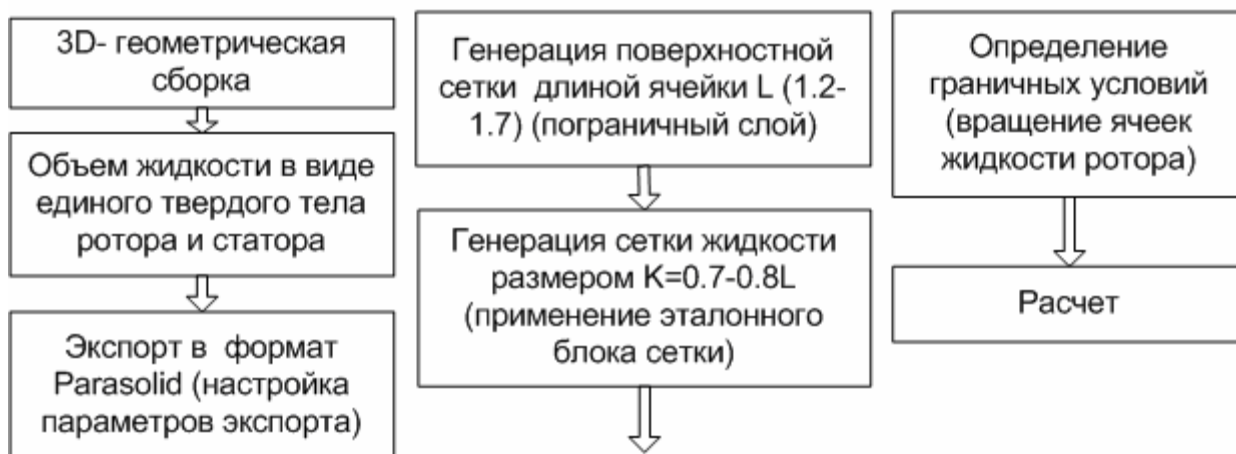 3D- геометрическая
сборка
Объем жидкости в виде
единого твердого тела
ротора и статора
Экспорт в формат
Parasolid (настройка
параметров экспорта)
Генерация поверхностной
сетки длиной ячейки L (1.2-
1.7) (пограничный слой)
Генерация сетки жидкости
размером K=0.7-0.8L
(применение эталонного
блока сетки)
Определение
граничных условий
(вращение ячеек
жидкости ротора)
Расчет